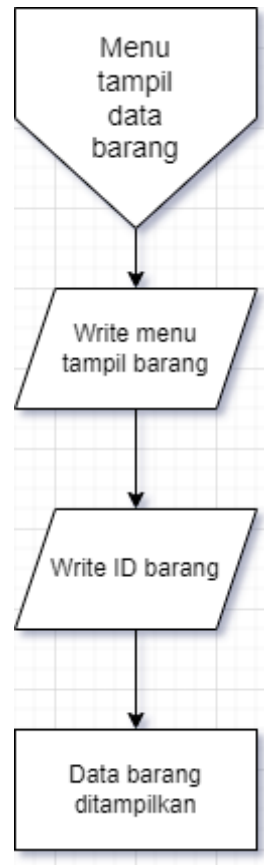 Menu
tampil
data
barang
Write menu
tampil barang
Write ID barang
Data barang
ditampilkan